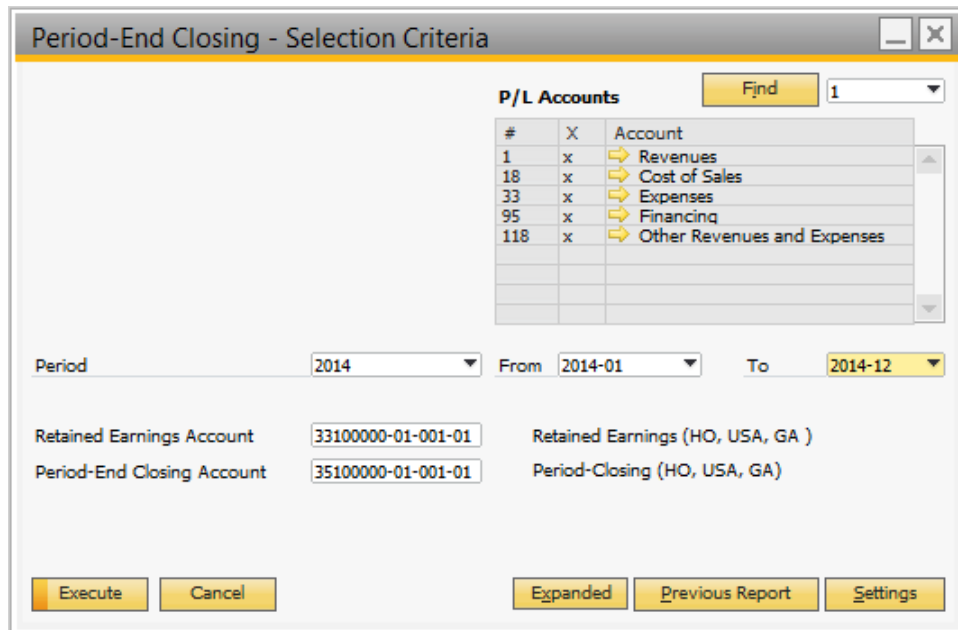 Period-End Closing - Selection Criteria
P/L Accounts Find 1
# X Account
1 x Revenues
18 x Cost of Sales
33 x Expenses
95 x Financing
118 x Other Revenues and Expenses
Period 2014 From 2014-01 To 2014-12
Retained Earnings Account 33100000-01-001-01 Retained Earnings (HO, USA, GA )
Period-End Closing Account 35100000-01-001-01 Period-Closing (HO, USA, GA)
Execute Cancel Expanded Previous Report Settings